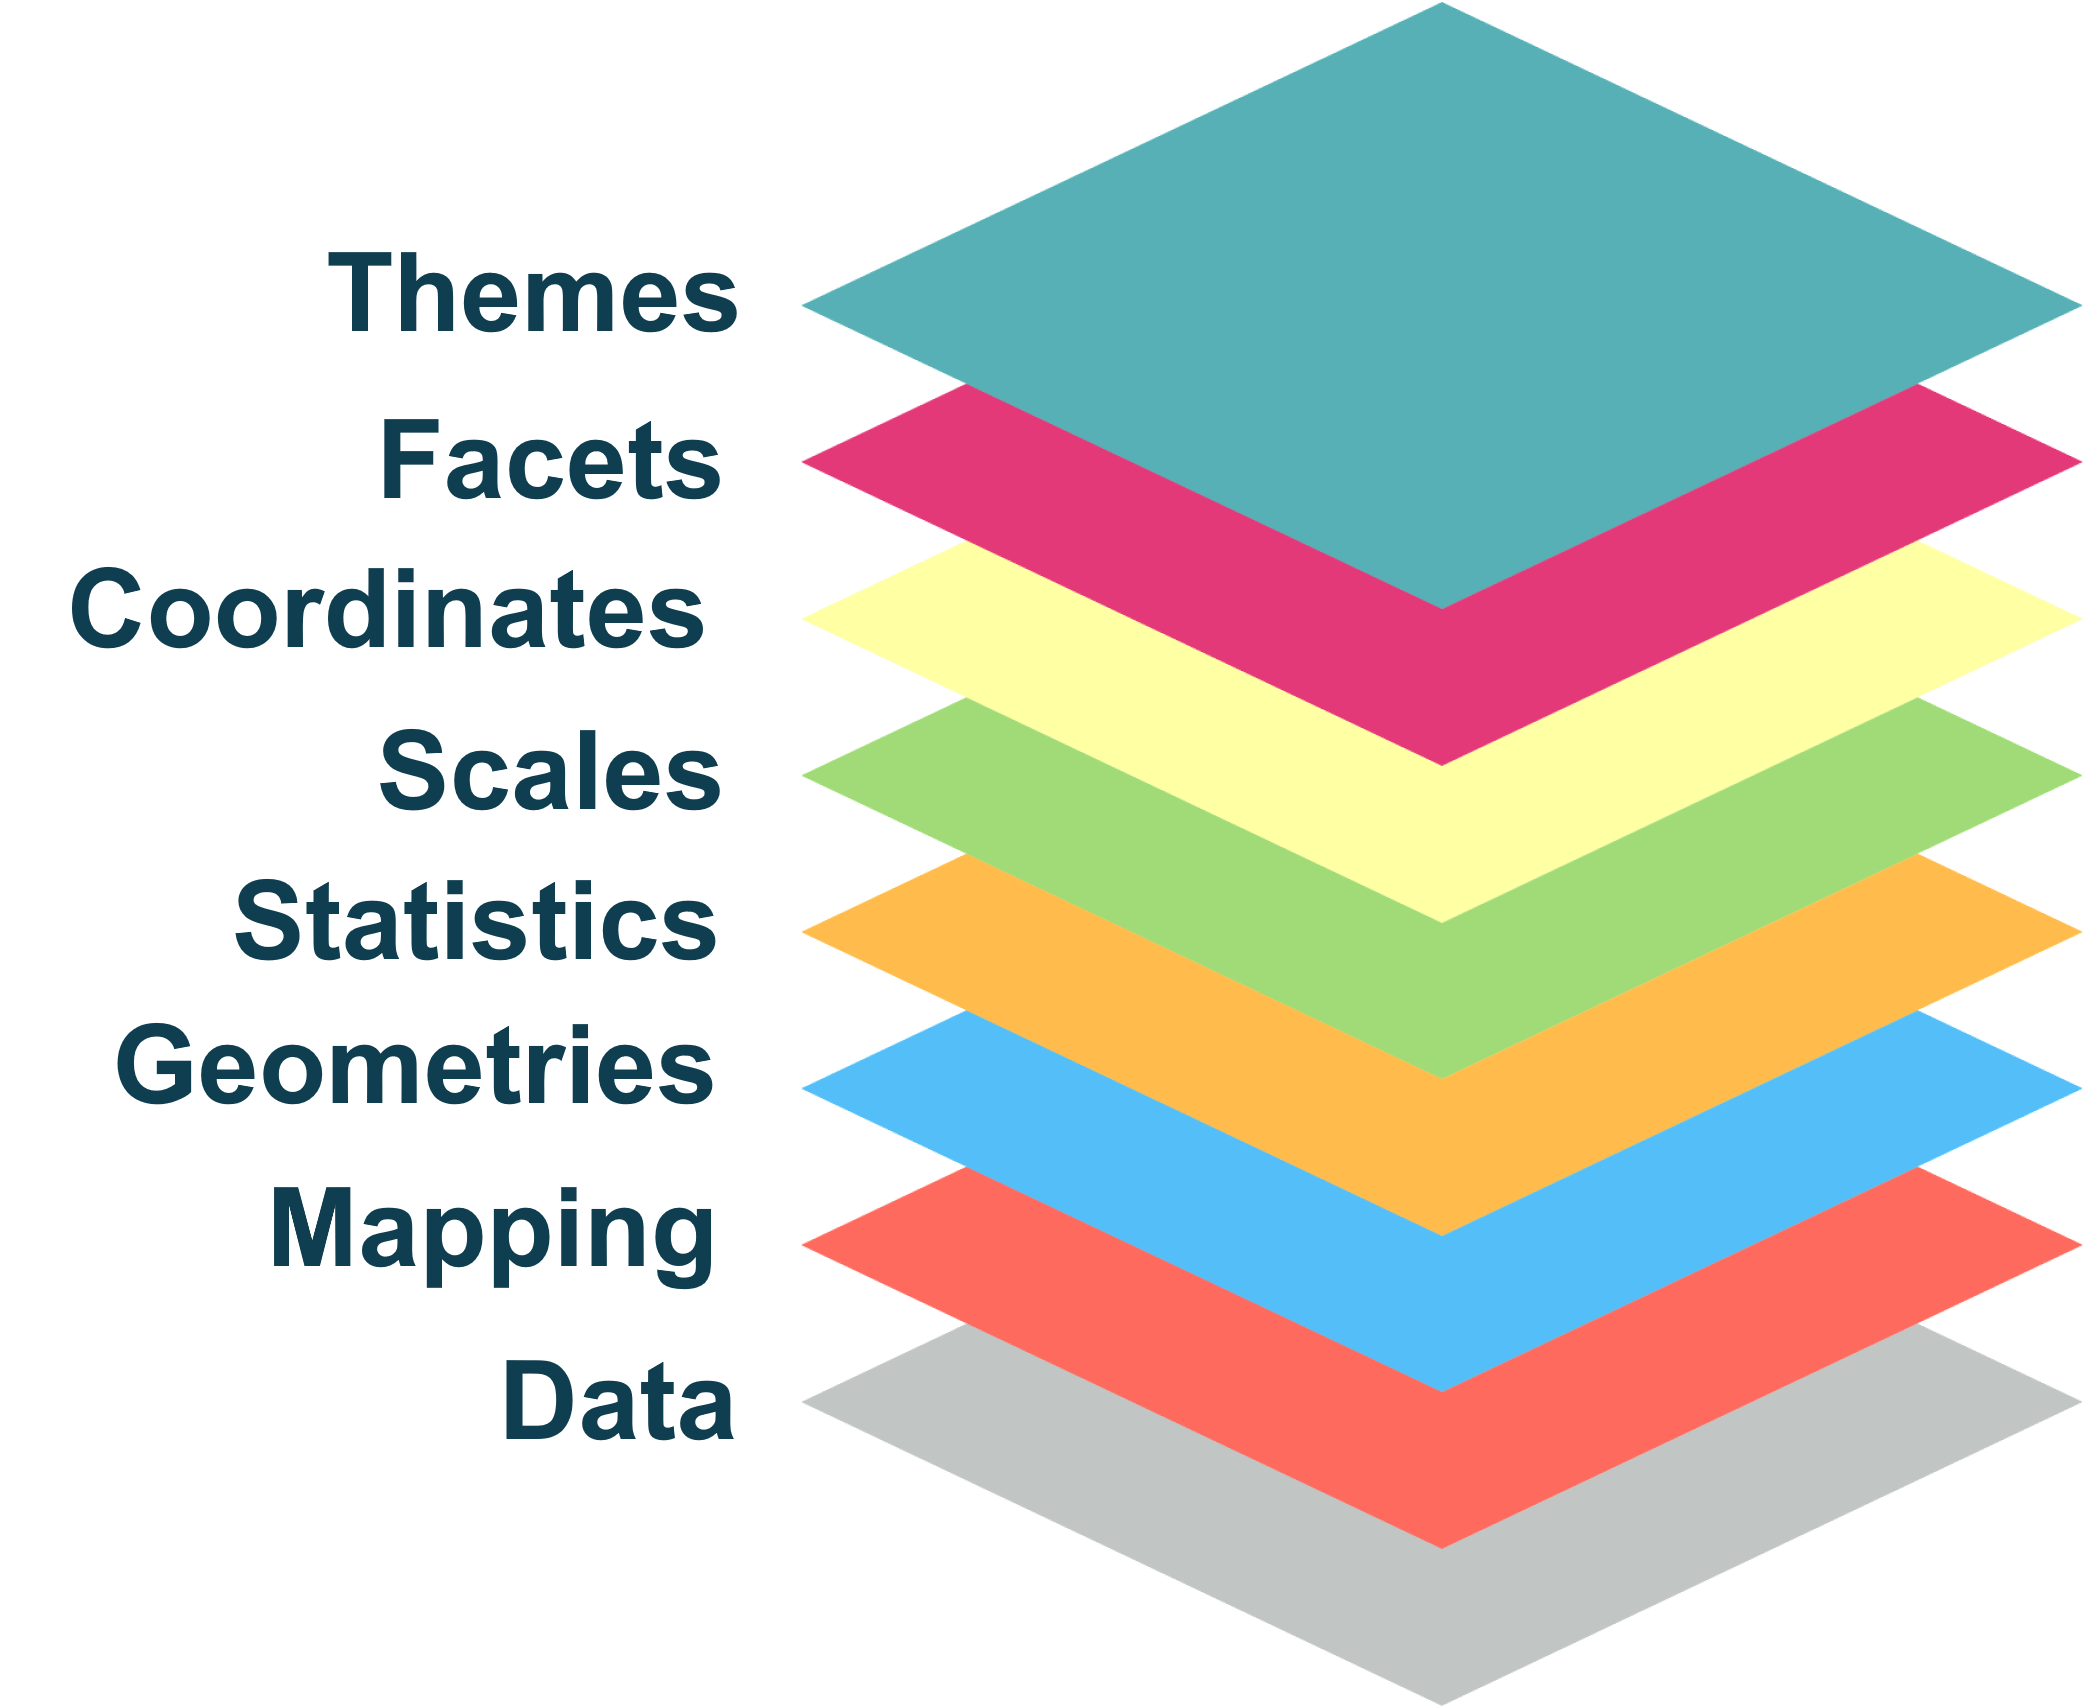 Themes
Facets
Coordinates
Scales
Statistics
Geometries
Mapping
Data